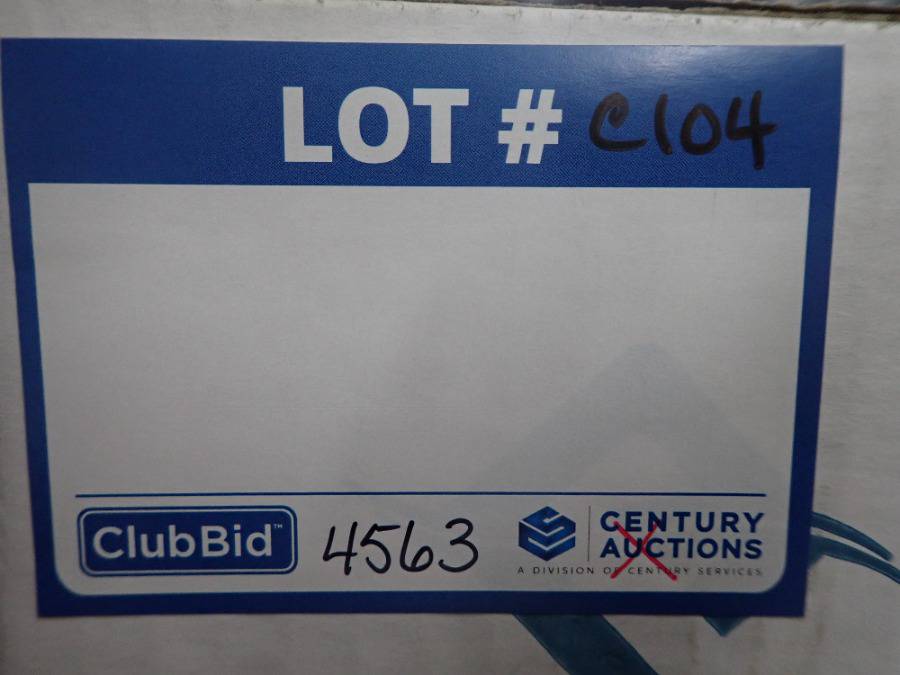 LOT # C104
ClubBid™ 4563 CENTURY
AUCTIONS
A DIVISION OF CENTURY SERVICES